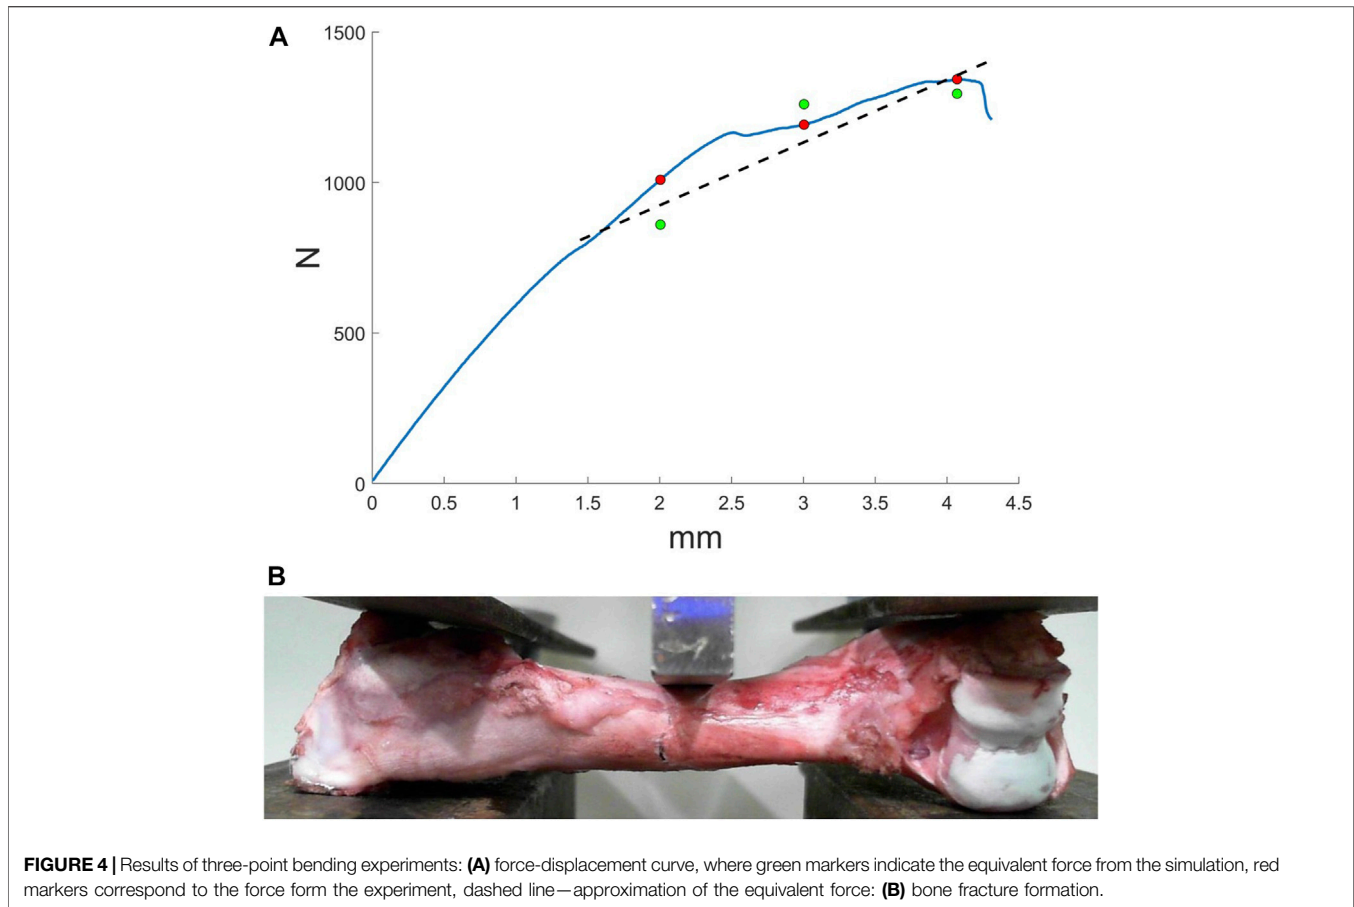 A
1500
1000
500
0
N
0 0.5 1 1.5 2 2.5 3 3.5 4 4.5
mm
B
FIGURE 4 | Results of three-point bending experiments: (A) force-displacement curve, where green markers indicate the equivalent force from the simulation, red
markers correspond to the force form the experiment, dashed line—approximation of the equivalent force: (B) bone fracture formation.